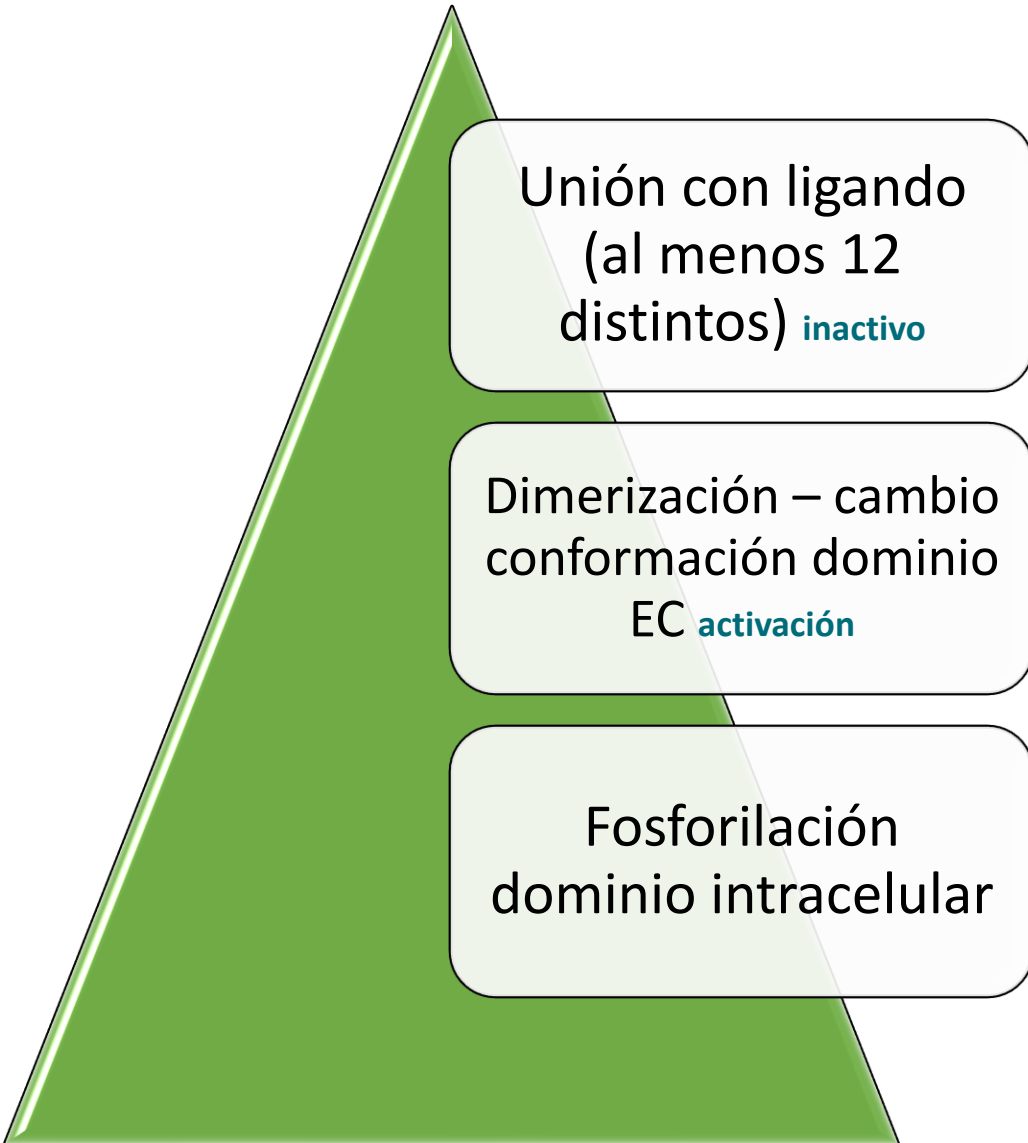 Unión con ligando
(al menos 12
distintos) inactivo
Dimerización – cambio
conformación dominio
EC activación
Fosforilación
dominio intracelular